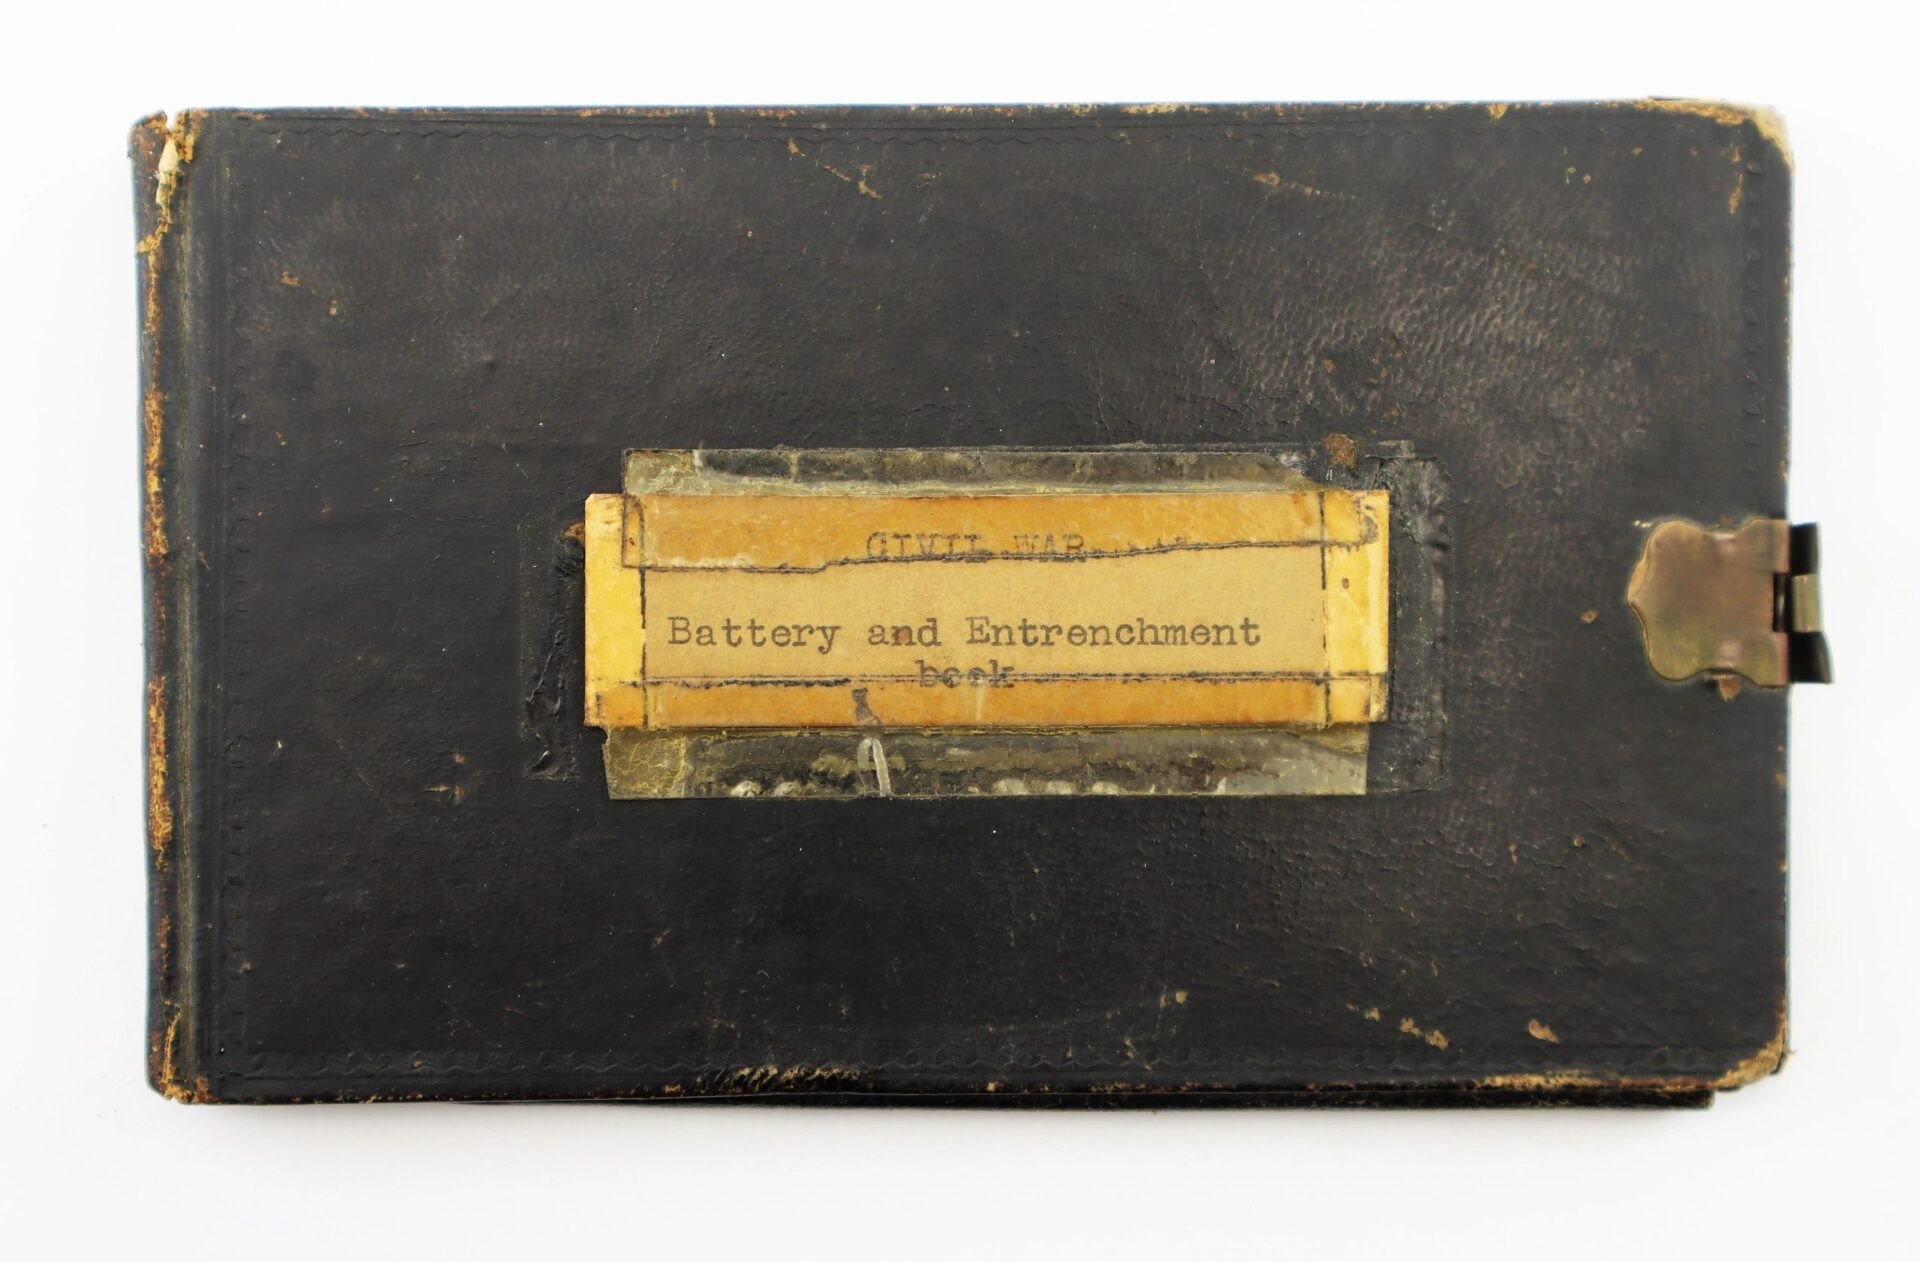 CIVIL WAR
Battery and Entrenchment
book